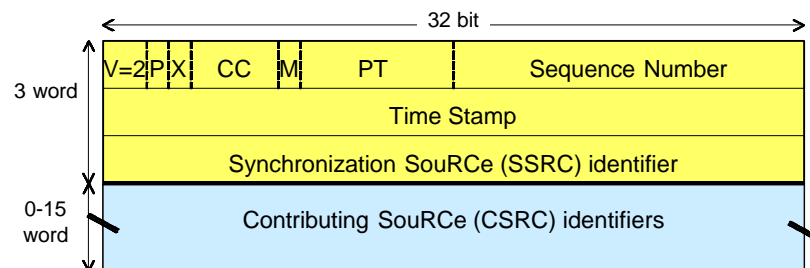 32 bit
3 word
V=2 P X CC M PT Sequence Number
Time Stamp
Synchronization SouRCe (SSRC) identifier
0-15
word
Contributing SouRCe (CSRC) identifiers